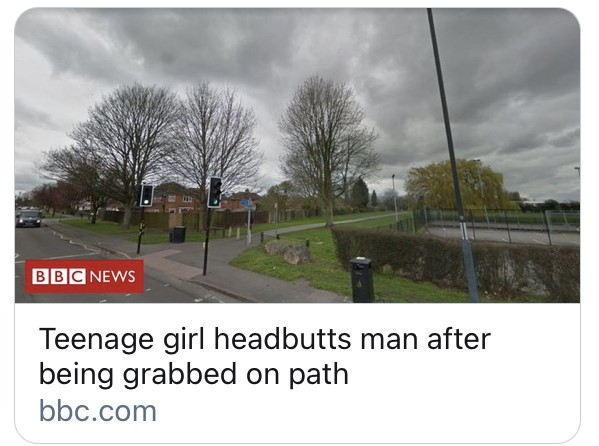 BBC NEWS
Teenage girl headbutts man after
being grabbed on path
bbc.com